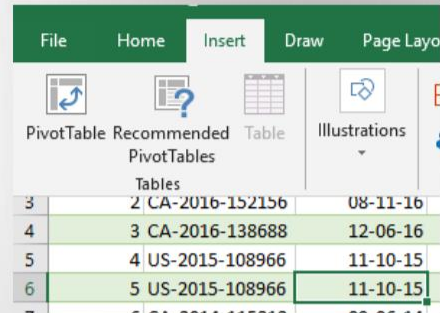 File Home Insert Draw Page Layo
PivotTable Recommended PivotTables Table Illustrations
Tables
3 2 CA-2016-152156 08-11-16
4 3 CA-2016-138688 12-06-16
5 4 US-2015-108966 11-10-15
6 5 US-2015-108966 11-10-15